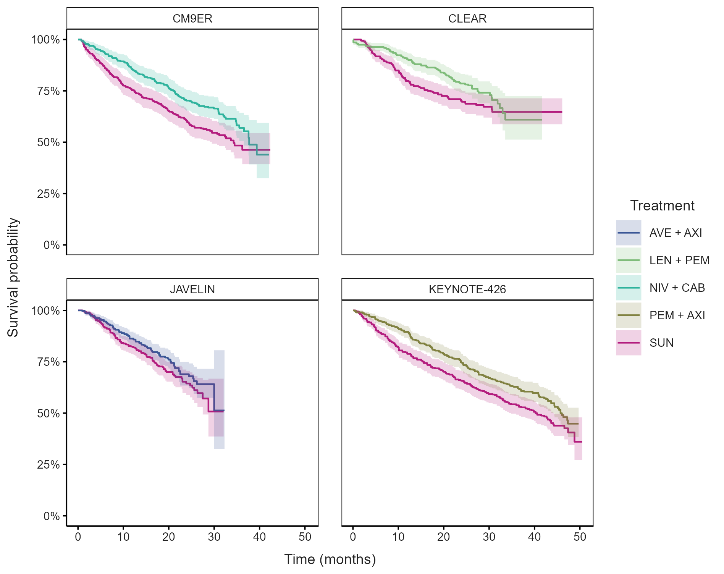 CM9ER
CLEAR
100%
75%
50%
25%
0%
JAVELIN
KEYNOTE-426
100%
75%
50%
25%
0%
0 10 20 30 40 50
0 10 20 30 40 50
Time (months)
Survival probability
Treatment
AVE + AXI
LEN + PEM
NIV + CAB
PEM + AXI
SUN